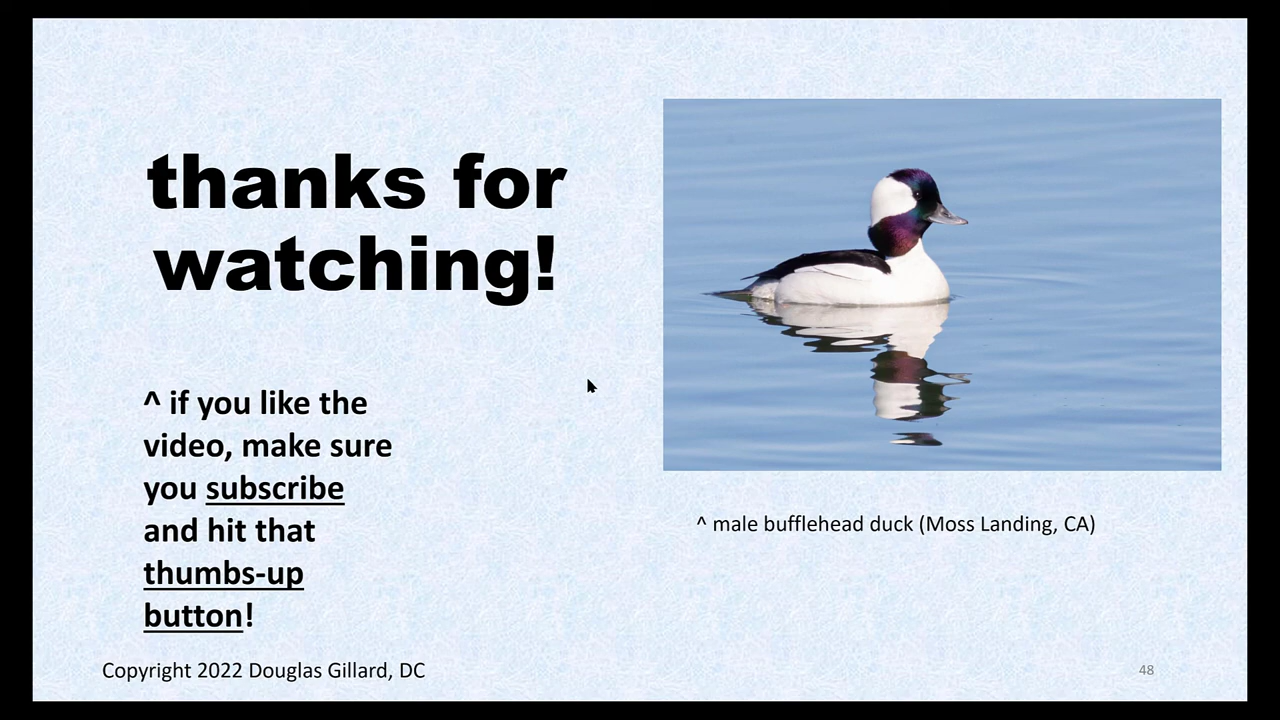 thanks for
watching!
^ if you like the
video, make sure
you subscribe
and hit that
thumbs-up
button!
^ male bufflehead duck (Moss Landing, CA)
Copyright 2022 Douglas Gillard, DC
48